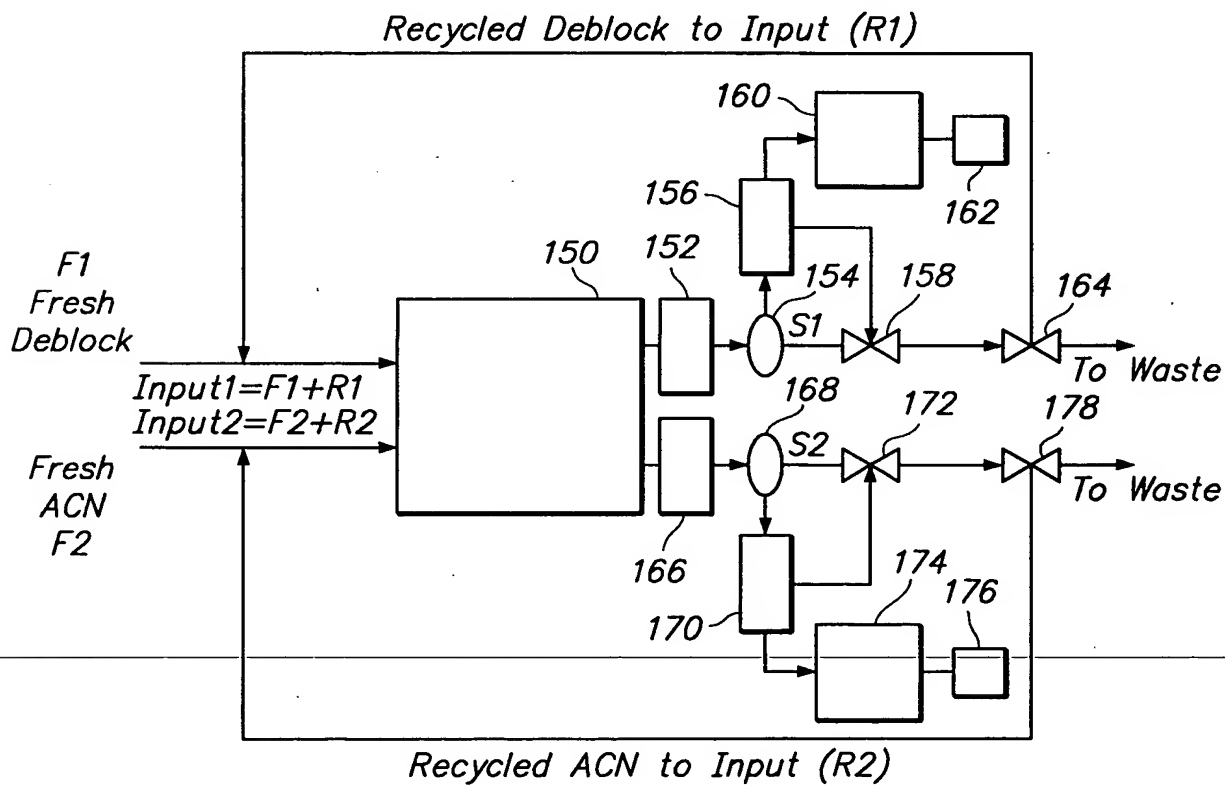 Recycled Deblock to Input (R1)
160
162
156
150
152
154
158
164
F1
Fresh
Deblock
S1
To Waste
Input1=F1+R1
Input2=F2+R2
168
172
178
S2
To Waste
Fresh
ACN
F2
166
170
174
176
Recycled ACN to Input (R2)